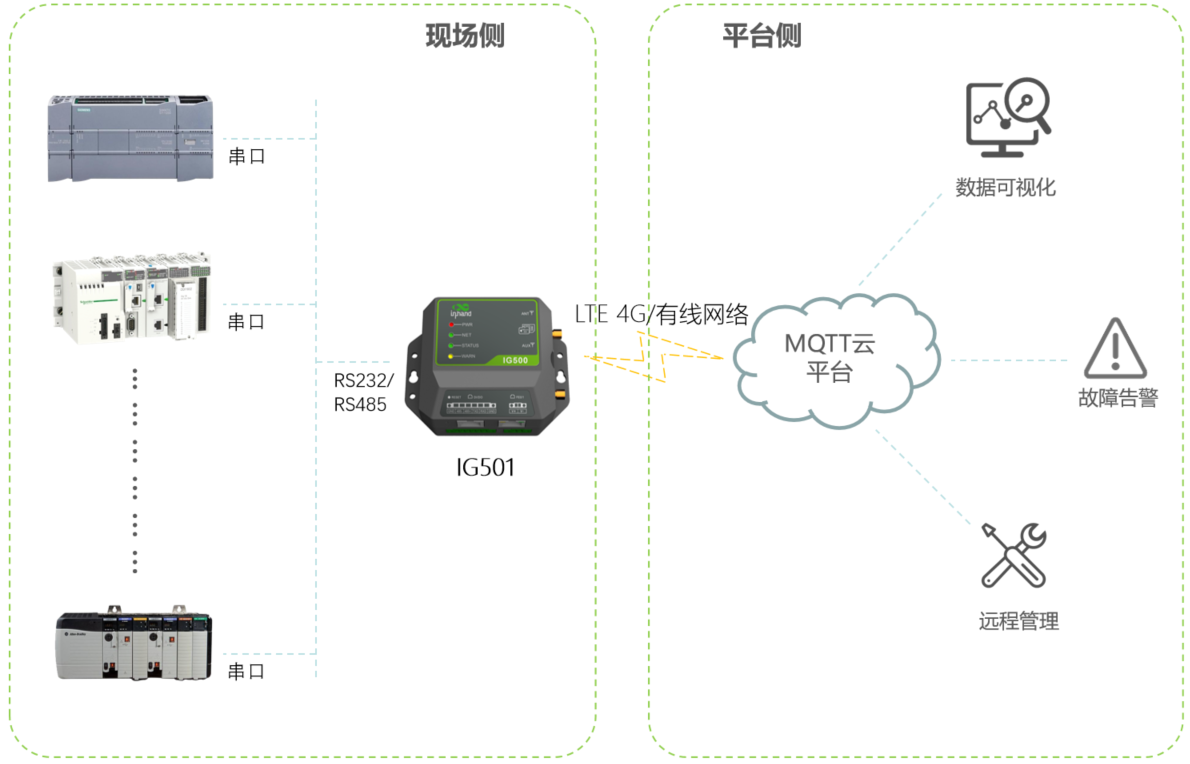 现场侧
平台侧
串口
数据可视化
串口
LTE 4G/有线网络
inhand
PWR
NET
STATUS
WARN
ANT
AUX
IG500
RS232/
RS485
IG501
MQTT云
平台
故障告警
远程管理
串口